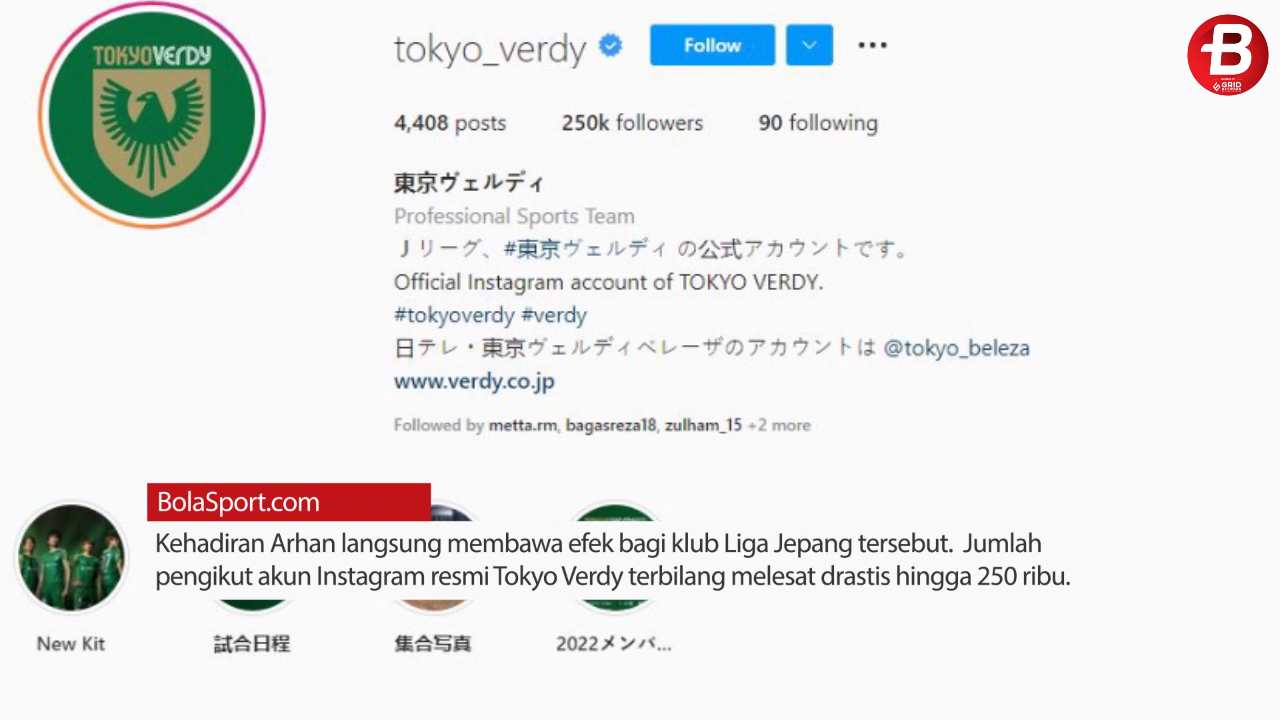 TOKYOVERDY
tokyo_verdy
Follow
B
GRID
4,408 posts 250k followers 90 following
東京ヴェルディ
Professional Sports Team
Ｊリーグ、#東京ヴェルディ の公式アカウントです。
Official Instagram account of TOKYO VERDY.
#tokyoverdy #verdy
日テレ・東京ヴェルディベレーザのアカウントは @tokyo_beleza
www.verdy.co.jp
Followed by metta.rm, bagasreza18, zulham_15 +2 more
BolaSport.com
Kehadiran Arhan langsung membawa efek bagi klub Liga Jepang tersebut. Jumlah
pengikut akun Instagram resmi Tokyo Verdy terbilang melesat drastis hingga 250 ribu.
New Kit 試合日程 集合写真 2022メンバ...